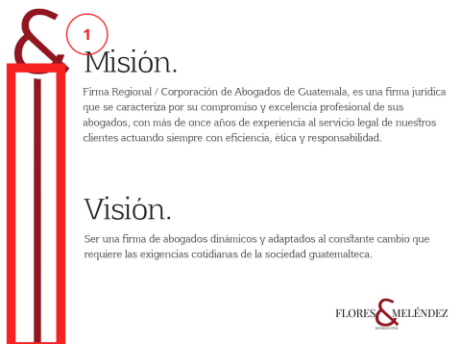 &
1
Misión.
Firma Regional / Corporación de Abogados de Guatemala, es una firma jurídica
que se caracteriza por su compromiso y excelencia profesional de sus
abogados, con más de once años de experiencia al servicio legal de nuestros
clientes actuando siempre con eficiencia, ética y responsabilidad.
Visión.
Ser una firma de abogados dinámicos y adaptados al constante cambio que
requiere las exigencias cotidianas de la sociedad guatemalteca.
FLORES & MELÉNDEZ